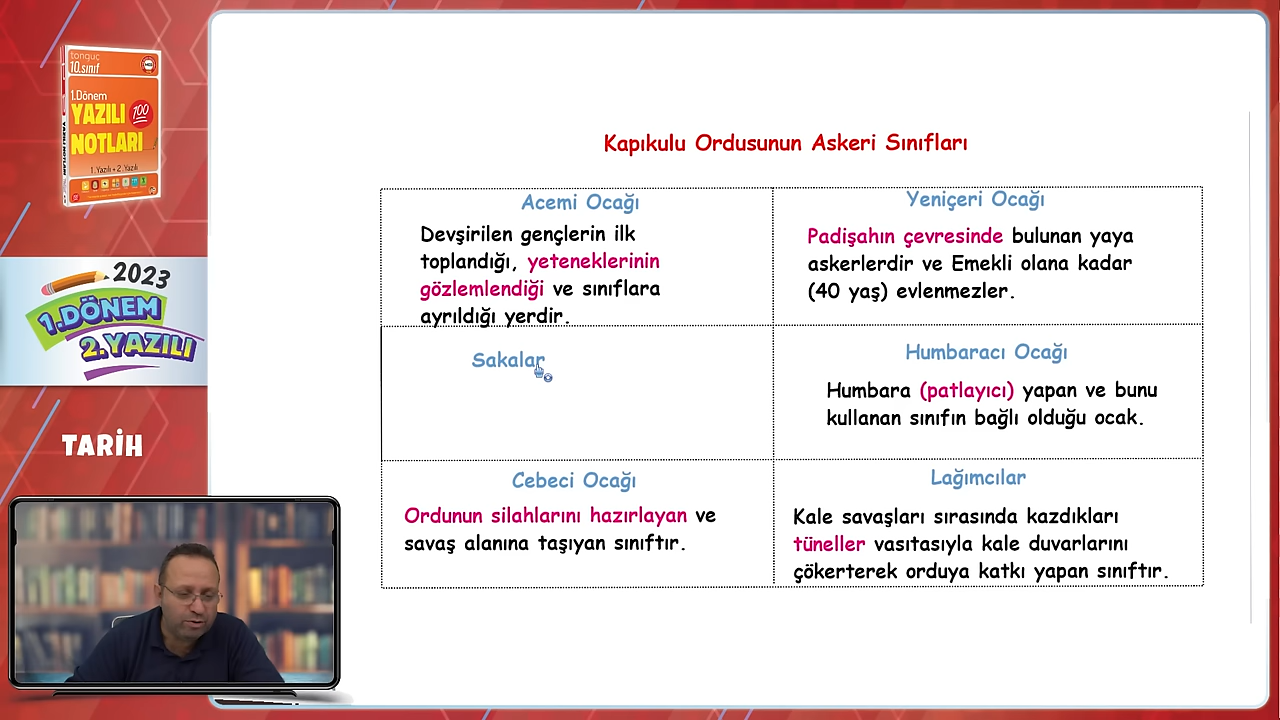 tonguç
10.sınıf
1.Dönem
YAZILI
100
NOTLARI
1.Yazılı + 2.Yazılı
YAZILI NOTLARI
2023
1.DÖNEM
2.YAZILI
TARİH
Kapıkulu Ordusunun Askeri Sınıfları
Acemi Ocağı
Devşirilen gençlerin ilk
toplandığı, yeteneklerinin
gözlemlendiği ve sınıflara
ayrıldığı yerdir.
Yeniçeri Ocağı
Padişahın çevresinde bulunan yaya
askerlerdir ve Emekli olana kadar
(40 yaş) evlenmezler.
Sakalar
Humbaracı Ocağı
Humbara (patlayıcı) yapan ve bunu
kullanan sınıfın bağlı olduğu ocak.
Cebeci Ocağı
Ordunun silahlarını hazırlayan ve
savaş alanına taşıyan sınıftır.
Lağımcılar
Kale savaşları sırasında kazdıkları
tüneller vasıtasıyla kale duvarlarını
çökerterek orduya katkı yapan sınıftır.